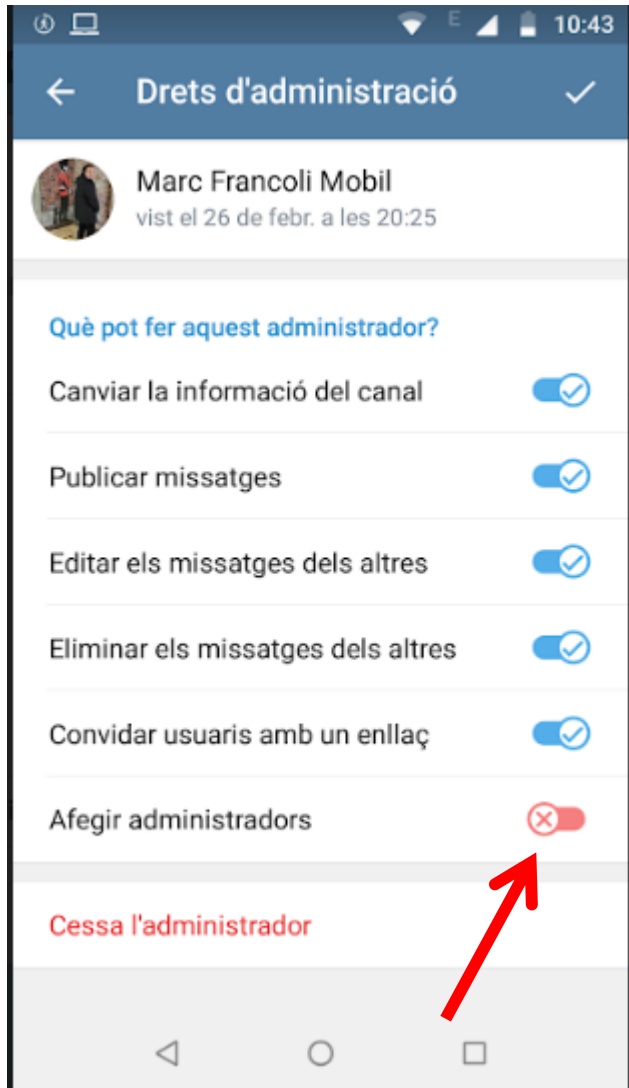 E 10:43
Drets d'administració
Marc Francoli Mobil
vist el 26 de febr. a les 20:25
Què pot fer aquest administrador?
Canviar la informació del canal
Publicar missatges
Editar els missatges dels altres
Eliminar els missatges dels altres
Convidar usuaris amb un enllaç
Afegir administradors
Cessa l'administrador